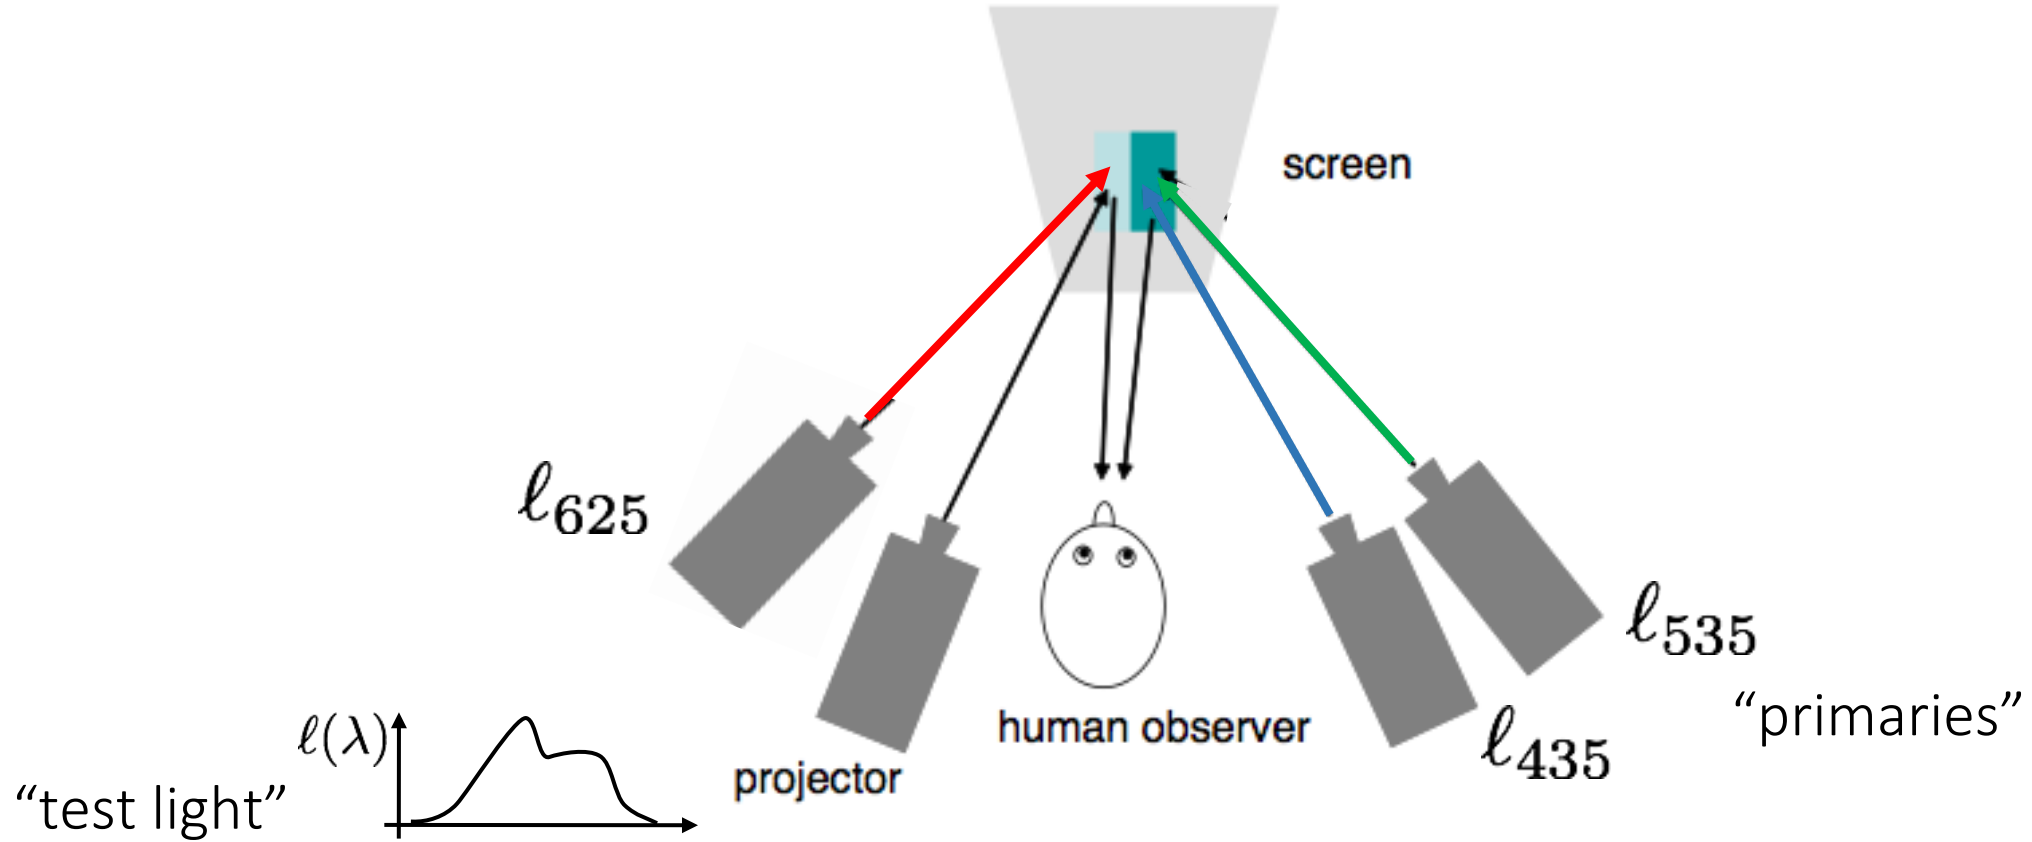 screen
ℓ625
ℓ535
“primaries”
human observer
ℓ435
ℓ(λ)
projector
“test light”